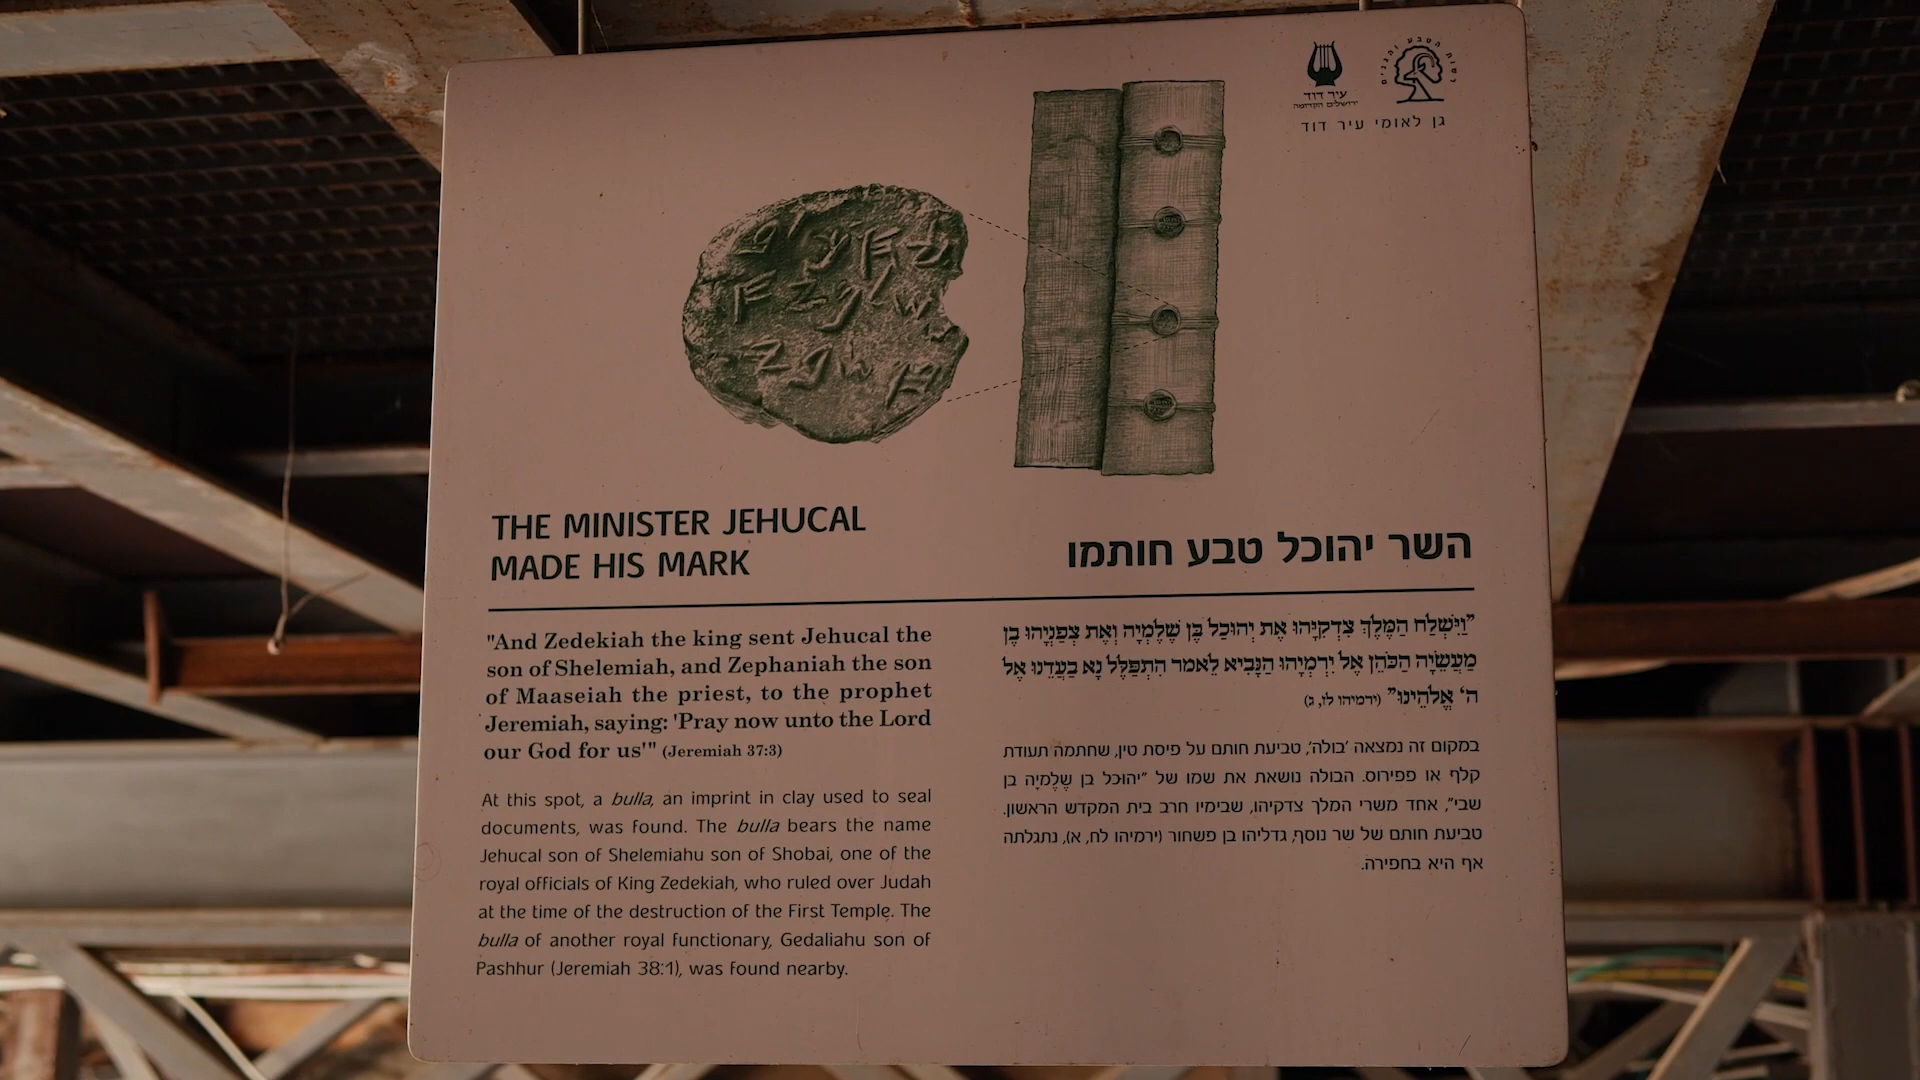 רשות הטבע והגנים
עיר דוד
ירושלים הקדומה
גן לאומי עיר דוד
THE MINISTER JEHUCAL
MADE HIS MARK
"And Zedekiah the king sent Jehucal the
son of Shelemiah, and Zephaniah the son
of Maaseiah the priest, to the prophet
Jeremiah, saying: 'Pray now unto the Lord
our God for us'" (Jeremiah 37:3)
At this spot, a bulla, an imprint in clay used to seal
documents, was found. The bulla bears the name
Jehucal son of Shelemiahu son of Shobai, one of the
royal officials of King Zedekiah, who ruled over Judah
at the time of the destruction of the First Temple. The
bulla of another royal functionary, Gedaliahu son of
Pashhur (Jeremiah 38:1), was found nearby.
השר יהוכל טבע חותמו
"וַיִּשְׁלַח הַמֶּלֶךְ צִדְקִיָּהוּ אֶת יְהוּכַל בֶּן שֶׁלֶמְיָה וְאֶת צְפַנְיָהוּ בֶן
מַעֲשֵׂיָה הַכֹּהֵן אֶל יִרְמְיָהוּ הַנָּבִיא לֵאמֹר הִתְפַּלֶּל נָא בַעֲדֵנוּ אֶל
ה' אֱלֹהֵינוּ" (ירמיהו לז, ג)
במקום זה נמצאה 'בולה', טביעת חותם על פיסת טין, שחתמה תעודת
קלף או פפירוס. הבולה נושאת את שמו של "יהוּכל בן שֶלֶמיָה בן
שבי", אחד משרי המלך צדקיהו, שבימיו חרב בית המקדש הראשון.
טביעת חותם של שר נוסף, גדליהו בן פשחור (ירמיהו לח, א), נתגלתה
אף היא בחפירה.